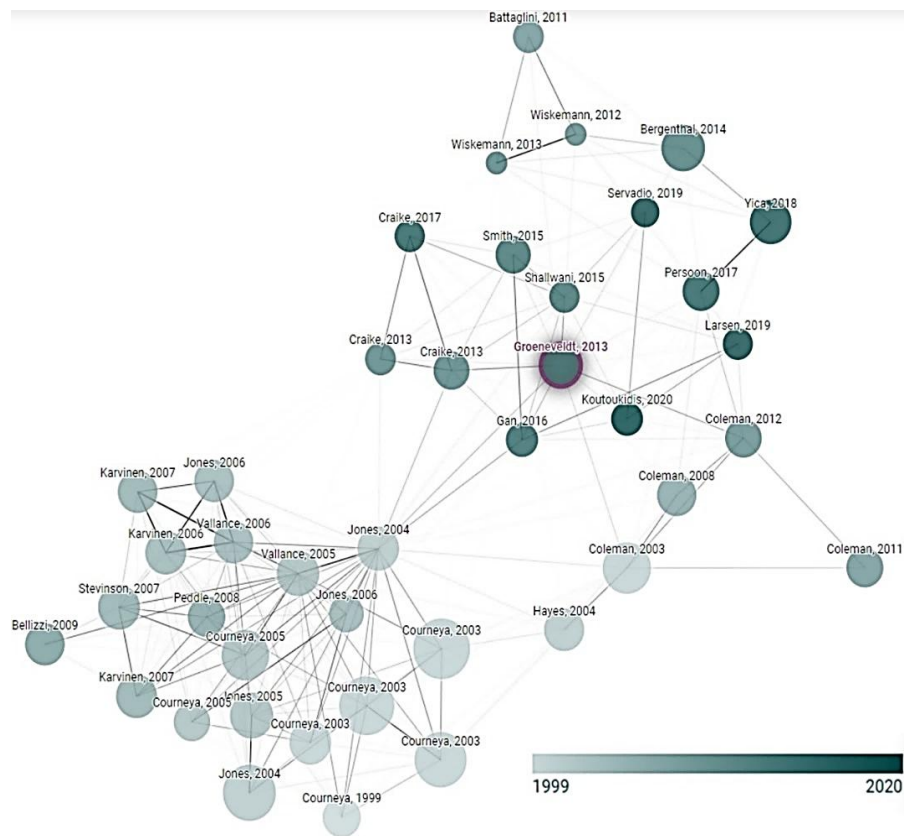 Battaglini, 2011
Wiskemann, 2012
Bergenthal, 2014
Wiskemann, 2013
Servadio, 2019
Yica, 2018
Craike, 2017
Smith, 2015
Shallwani, 2015
Persoon, 2017
Larsen, 2019
Craike, 2013
Craike, 2013
Groeneveldt, 2013
Koutoukidis, 2020
Gan, 2016
Coleman, 2012
Jones, 2006
Karvinen, 2007
Coleman, 2008
Vallance, 2006
Karvinen, 2006
Jones, 2004
Vallance, 2005
Coleman, 2003
Coleman, 2011
Stevinson, 2007
Peddle, 2008
Jones, 2006
Hayes, 2004
Bellizzi, 2009
Courneya, 2005
Courneya, 2003
Karvinen, 2007
Courneya, 2005
Jones, 2005
Courneya, 2003
Courneya, 2003
Courneya, 2003
Jones, 2004
Courneya, 1999
1999
2020